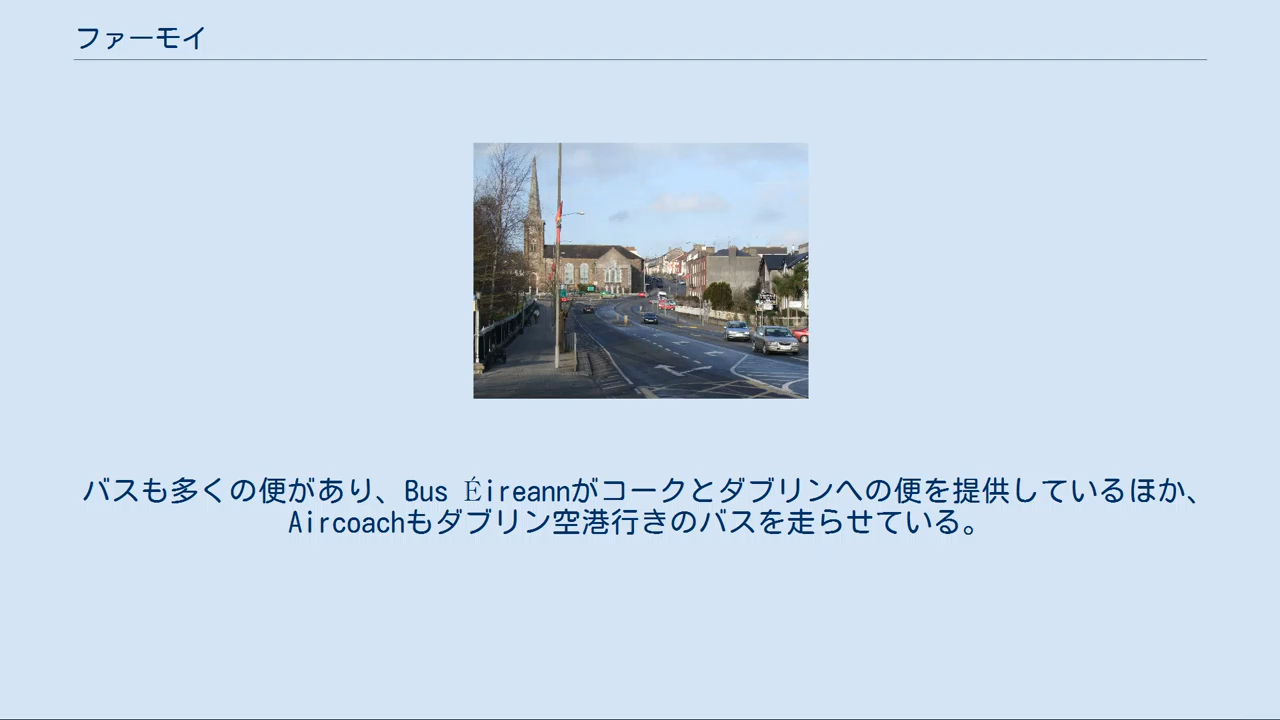 ファーモイ
バスも多くの便があり、Bus Éireannがコークとダブリンへの便を提供しているほか、
Aircoachもダブリン空港行きのバスを走らせている。